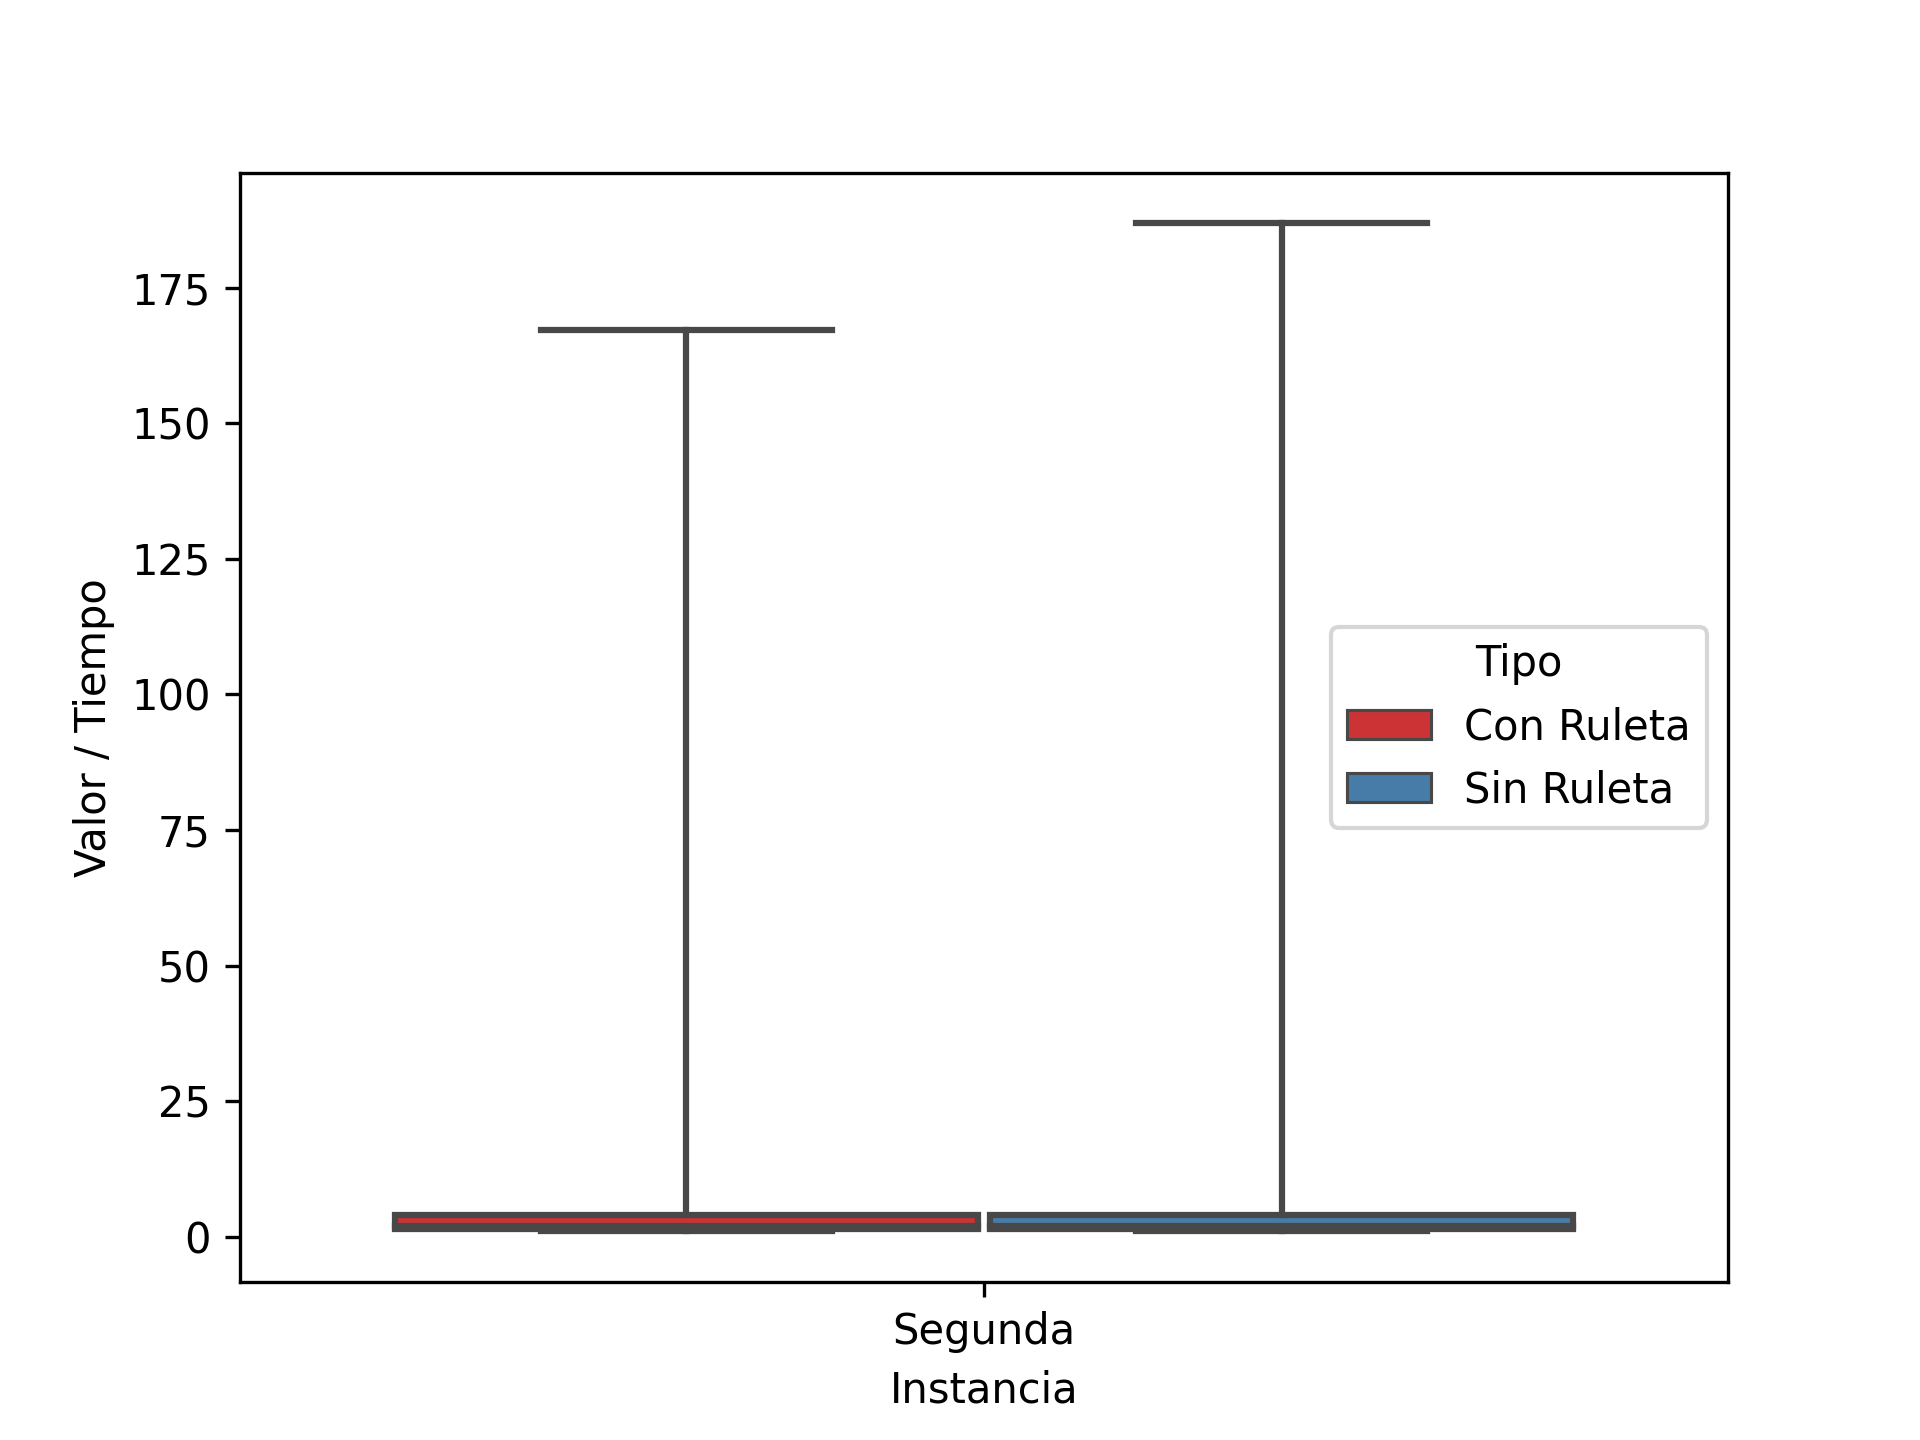 175
150
125
100
75
50
25
0
Valor / Tiempo
Tipo
Con Ruleta
Sin Ruleta
Segunda
Instancia